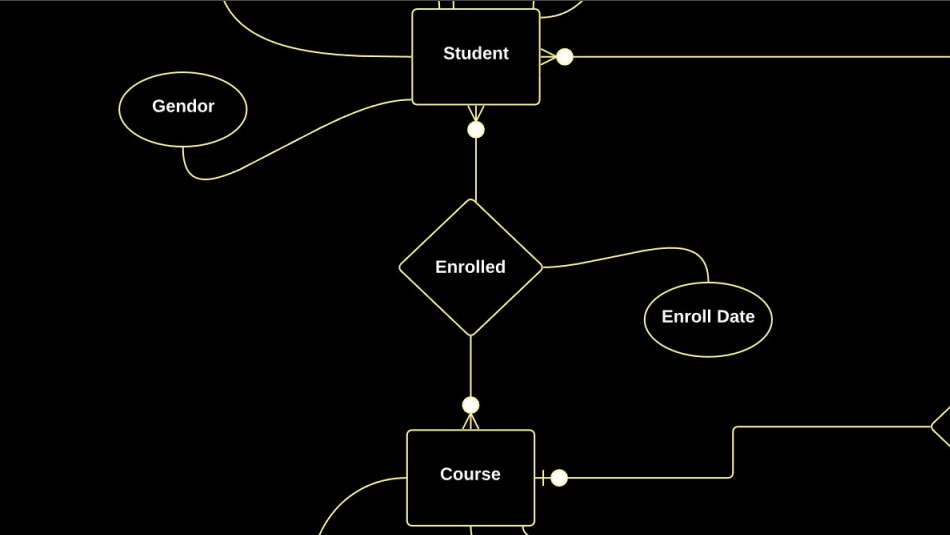 Student
Gendor
Enrolled
Enroll Date
Course